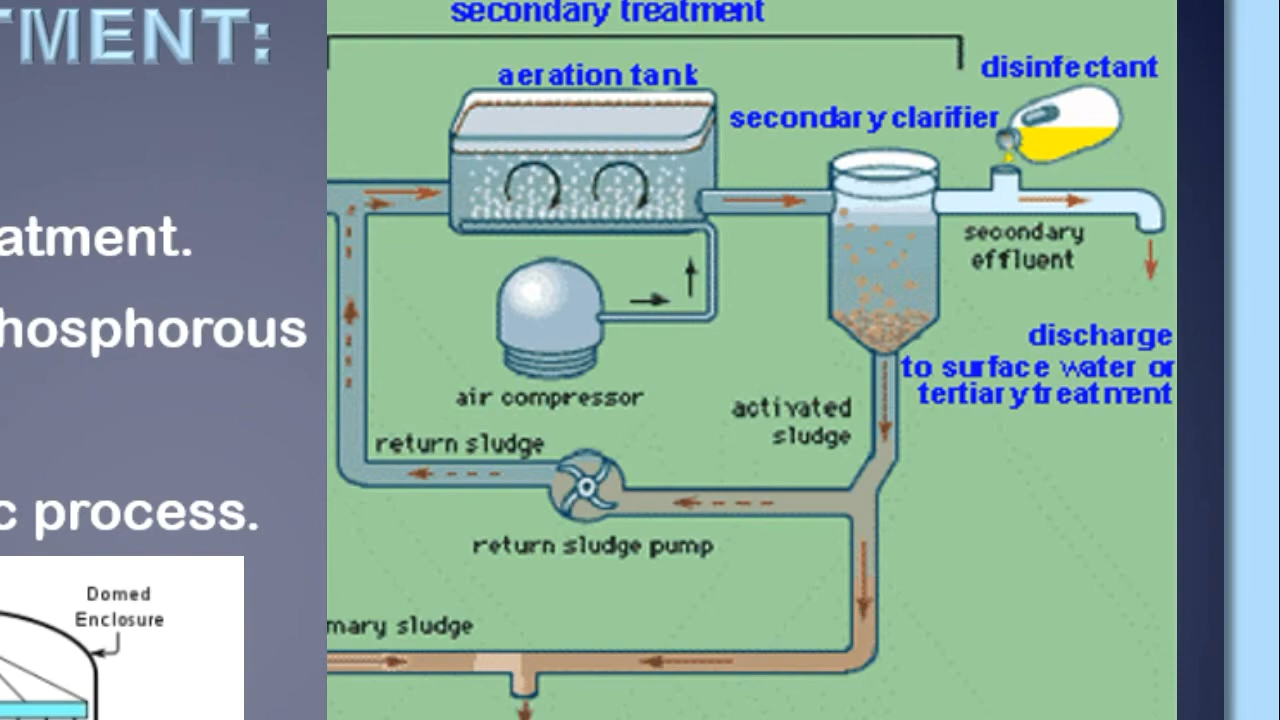 TMENT:
eatment.
hosphorous
c process.
Domed
Enclosure
secondary treatment
aeration tank
disinfectant
secondary clarifier
secondary
effluent
discharge
to surface water or
tertiary treatment
air compressor
activated
sludge
return sludge
return sludge pump
mary sludge